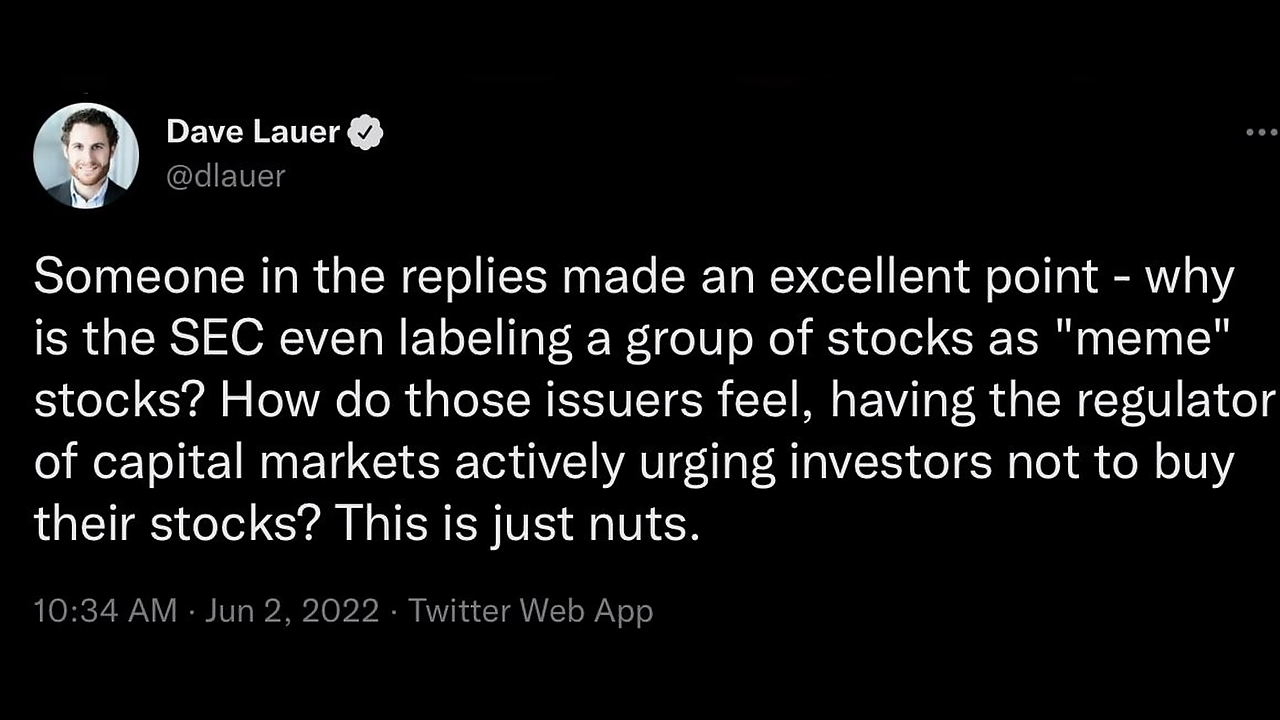 Dave Lauer
@dlauer
Someone in the replies made an excellent point - why
is the SEC even labeling a group of stocks as "meme"
stocks? How do those issuers feel, having the regulator
of capital markets actively urging investors not to buy
their stocks? This is just nuts.
10:34 AM · Jun 2, 2022 · Twitter Web App